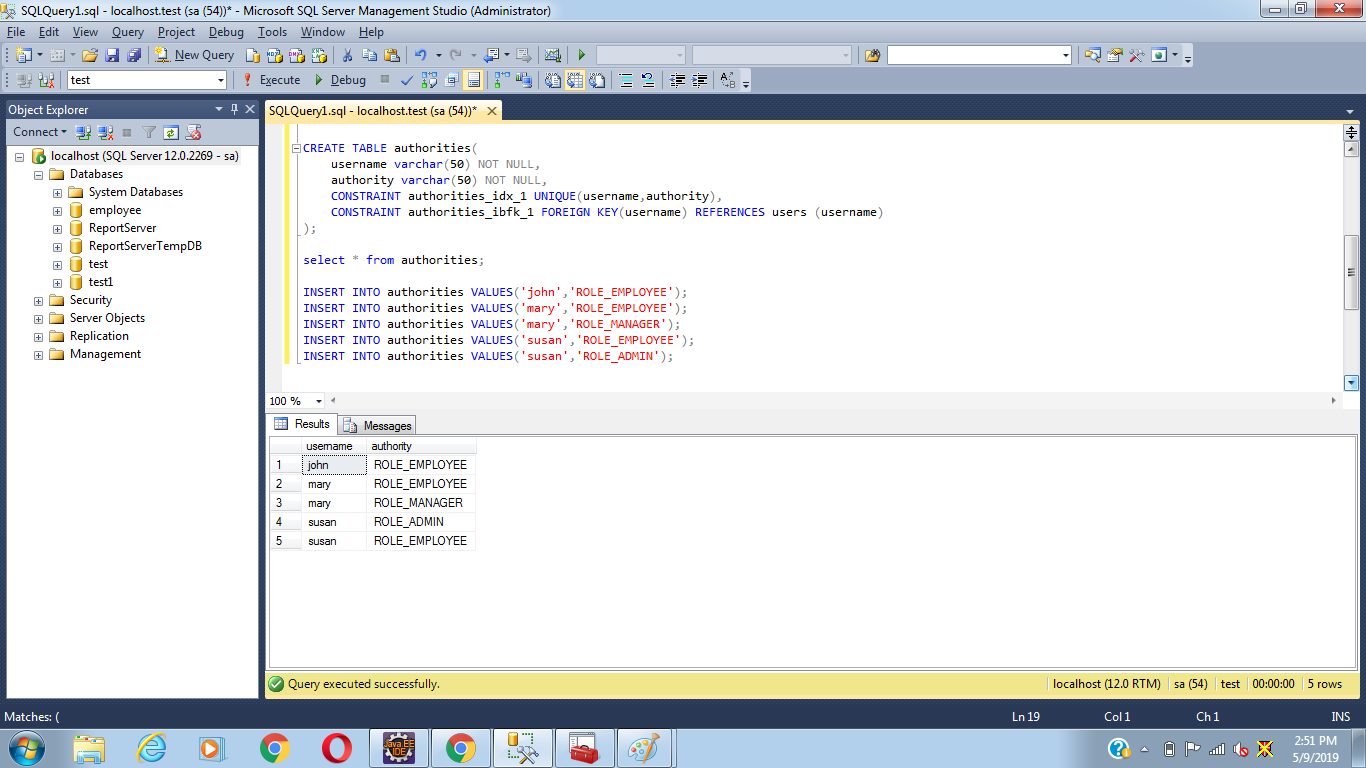 SQLQuery1.sql - localhost.test (sa (54))* - Microsoft SQL Server Management Studio (Administrator)
File Edit View Query Project Debug Tools Window Help
New Query
test Execute Debug
Object Explorer
Connect
localhost (SQL Server 12.0.2269 - sa)
Databases
System Databases
employee
ReportServer
ReportServerTempDB
test
test1
Security
Server Objects
Replication
Management
SQLQuery1.sql - localhost.test (sa (54))*
CREATE TABLE authorities(
username varchar(50) NOT NULL,
authority varchar(50) NOT NULL,
CONSTRAINT authorities_idx_1 UNIQUE(username,authority),
CONSTRAINT authorities_ibfk_1 FOREIGN KEY(username) REFERENCES users (username)
);
select * from authorities;
INSERT INTO authorities VALUES('john','ROLE_EMPLOYEE');
INSERT INTO authorities VALUES('mary','ROLE_EMPLOYEE');
INSERT INTO authorities VALUES('mary','ROLE_MANAGER');
INSERT INTO authorities VALUES('susan','ROLE_EMPLOYEE');
INSERT INTO authorities VALUES('susan','ROLE_ADMIN');
100 %
Results Messages
username authority
1 john ROLE_EMPLOYEE
2 mary ROLE_EMPLOYEE
3 mary ROLE_MANAGER
4 susan ROLE_ADMIN
5 susan ROLE_EMPLOYEE
Query executed successfully. localhost (12.0 RTM) sa (54) test 00:00:00 5 rows
Matches: ( Ln 19 Col 1 Ch 1 INS
Java EE
IDE
2:51 PM
5/9/2019